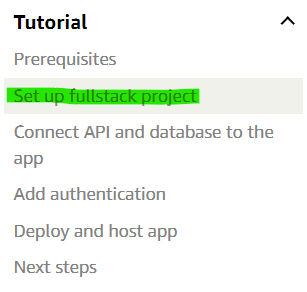 Tutorial
Prerequisites
Set up fullstack project
Connect API and database to the
app
Add authentication
Deploy and host app
Next steps